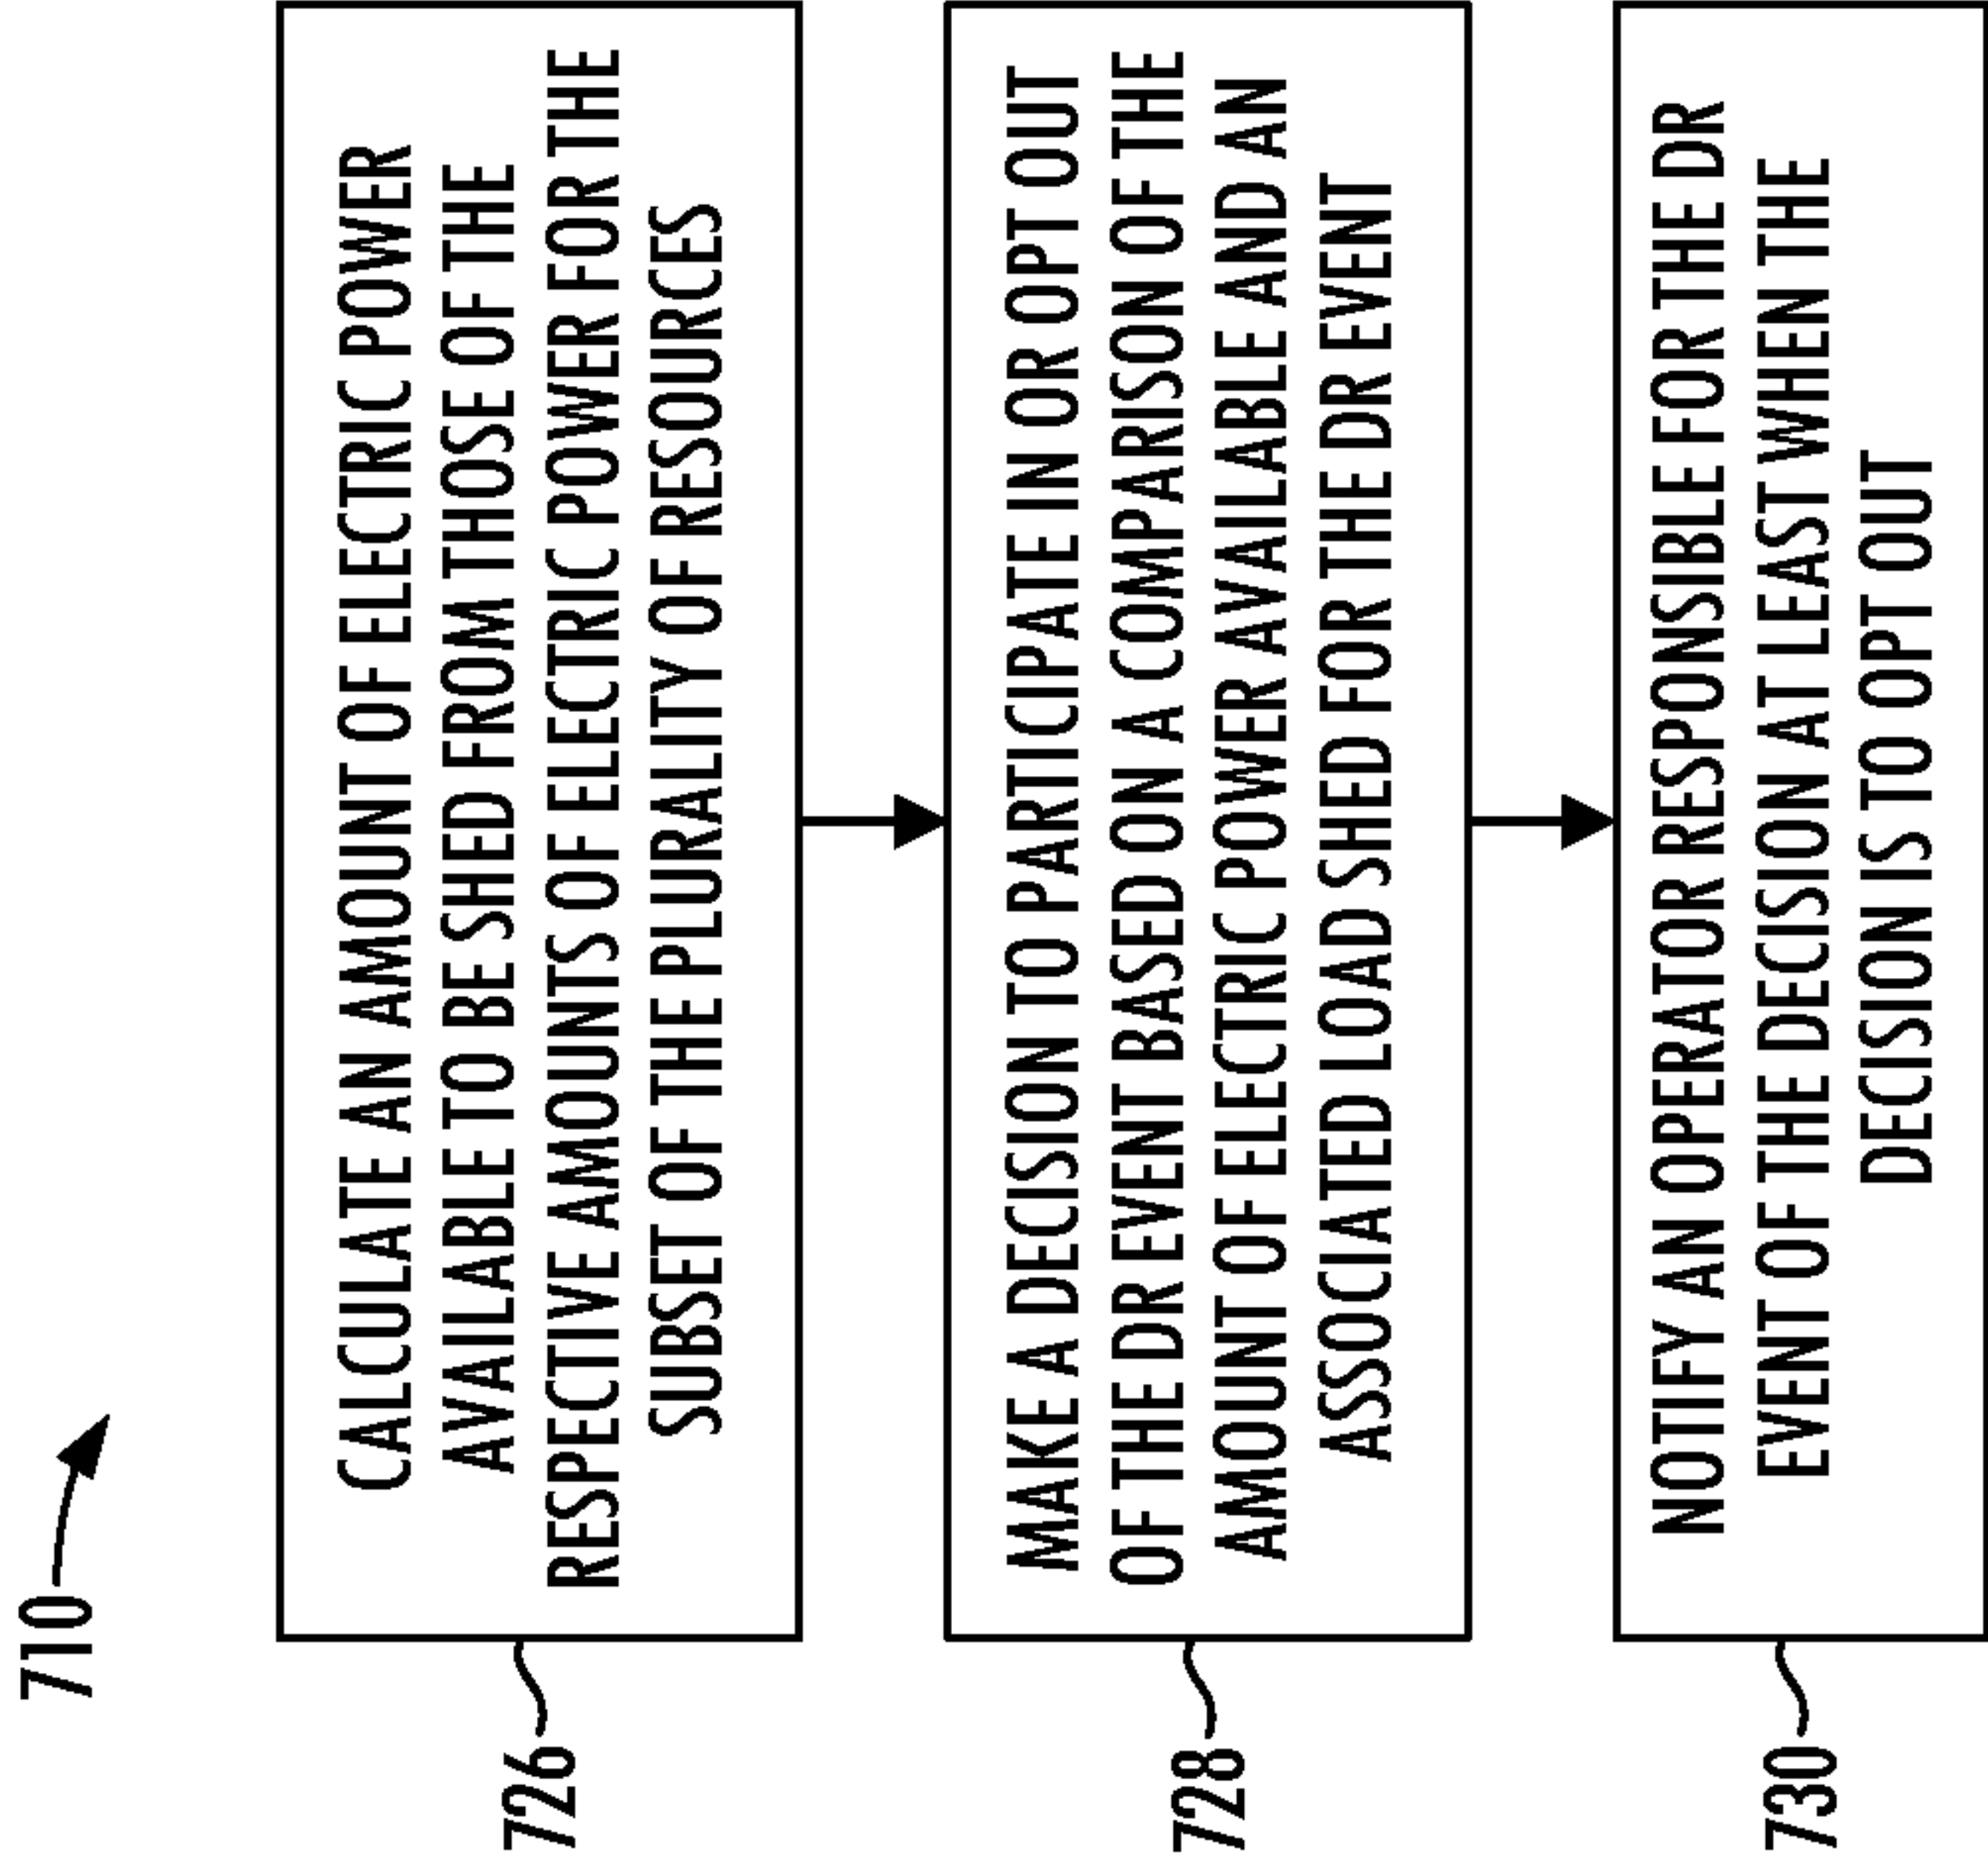 710
726
CALCULATE AN AMOUNT OF ELECTRIC POWER
AVAILABLE TO BE SHED FROM THOSE OF THE
RESPECTIVE AMOUNTS OF ELECTRIC POWER FOR THE
SUBSET OF THE PLURALITY OF RESOURCES
728
MAKE A DECISION TO PARTICIPATE IN OR OPT OUT
OF THE DR EVENT BASED ON A COMPARISON OF THE
AMOUNT OF ELECTRIC POWER AVAILABLE AND AN
ASSOCIATED LOAD SHED FOR THE DR EVENT
730
NOTIFY AN OPERATOR RESPONSIBLE FOR THE DR
EVENT OF THE DECISION AT LEAST WHEN THE
DECISION IS TO OPT OUT